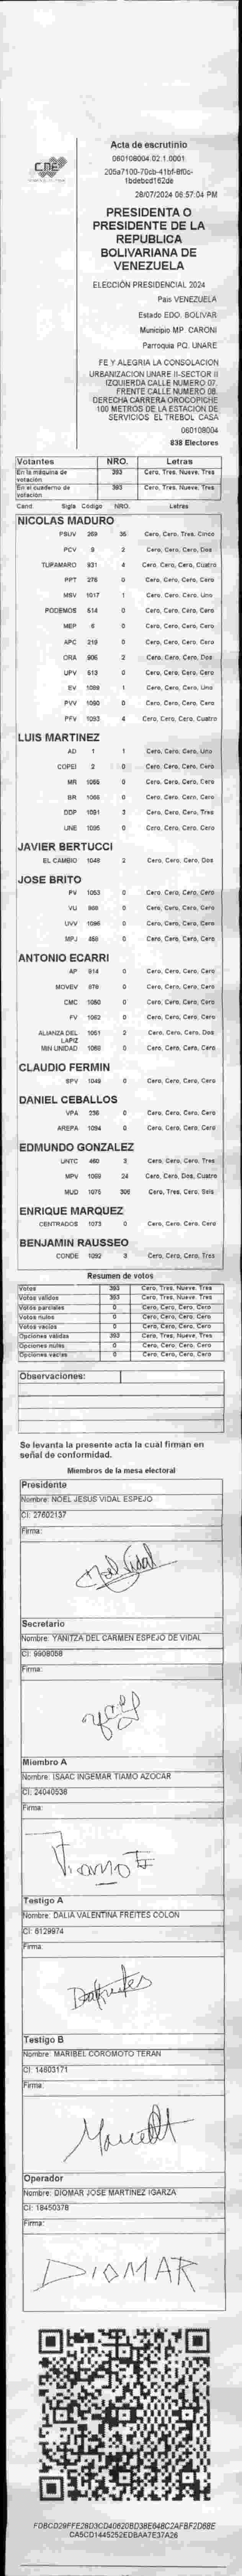 CNE
Acta de escrutinio
060108004.02.1.0001
28/07/2024 06:57:04 PM
PRESIDENTA O
PRESIDENTE DE LA
REPUBLICA
BOLIVARIANA DE
VENEZUELA
ELECCIÓN PRESIDENCIAL 2024
País VENEZUELA
Estado EDO. BOLIVAR
Municipio MP. CARONI
Parroquia PQ. UNARE
FE Y ALEGRIA LA CONSOLACION
URBANIZACION UNARE II-SECTOR II
IZQUIERDA CALLE NUMERO 07.
FRENTE CALLE NUMERO 08.
DERECHA CARRERA OROCOPICHE
100 METROS DE LA ESTACION DE
SERVICIOS EL TREBOL CASA
060108004
838 Electores
Votantes NRO. Letras
En la máquina de votación 393 Cero, Tres, Nueve, Tres
En el cuaderno de votación 393 Cero, Tres, Nueve, Tres
Cand Sigla Código NRO. Letras
NICOLAS MADURO
PSUV 269 35 Cero, Cero, Tres, Cinco
PCV 9 2 Cero, Cero, Cero, Dos
TUPAMARO 931 4 Cero, Cero, Cero, Cuatro
PPT 276 0 Cero, Cero, Cero, Cero
MSV 1017 1 Cero, Cero, Cero, Uno
PODEMOS 514 0 Cero, Cero, Cero, Cero
MEP 6 0 Cero, Cero, Cero, Cero
APC 219 0 Cero, Cero, Cero, Cero
ORA 906 2 Cero, Cero, Cero, Dos
UPV 613 0 Cero, Cero, Cero, Cero
EV 1089 1 Cero, Cero, Cero, Uno
PVV 1090 0 Cero, Cero, Cero, Cero
PFV 1093 4 Cero, Cero, Cero, Cuatro
LUIS MARTINEZ
AD 1 1 Cero, Cero, Cero, Uno
COPEI 2 0 Cero, Cero, Cero, Cero
MR 1055 0 Cero, Cero, Cero, Cero
BR 1066 0 Cero, Cero, Cero, Cero
DDP 1091 3 Cero, Cero, Cero, Tres
UNE 1095 0 Cero, Cero, Cero, Cero
JAVIER BERTUCCI
EL CAMBIO 1048 2 Cero, Cero, Cero, Dos
JOSE BRITO
PV 1053 0 Cero, Cero, Cero, Cero
VU 900 0 Cero, Cero, Cero, Cero
UVV 1096 0 Cero, Cero, Cero, Cero
MPJ 460 0 Cero, Cero, Cero, Cero
ANTONIO ECARRI
AP 914 0 Cero, Cero, Cero, Cero
MOVEV 976 0 Cero, Cero, Cero, Cero
CMC 1080 0 Cero, Cero, Cero, Cero
FV 1062 0 Cero, Cero, Cero, Cero
ALIANZA DEL LAPIZ 1051 2 Cero, Cero, Cero, Dos
MIN UNIDAD 1068 0 Cero, Cero, Cero, Cero
CLAUDIO FERMIN
SPV 1049 0 Cero, Cero, Cero, Cero
DANIEL CEBALLOS
VPA 236 0 Cero, Cero, Cero, Cero
AREPA 1094 0 Cero, Cero, Cero, Cero
EDMUNDO GONZALEZ
UNTC 460 3 Cero, Cero, Cero, Tres
MPV 1069 24 Cero, Cero, Dos, Cuatro
MUD 1075 306 Cero, Tres, Cero, Seis
ENRIQUE MARQUEZ
CENTRADOS 1073 0 Cero, Cero, Cero, Cero
BENJAMIN RAUSSEO
CONDE 1092 3 Cero, Cero, Cero, Tres
Resumen de votos
Votos 393 Cero, Tres, Nueve, Tres
Votos válidos 393 Cero, Tres, Nueve, Tres
Votos parciales 0 Cero, Cero, Cero, Cero
Votos nulos 0 Cero, Cero, Cero, Cero
Votos vacíos 0 Cero, Cero, Cero, Cero
Opciones válidas 393 Cero, Tres, Nueve, Tres
Opciones nulas 0 Cero, Cero, Cero, Cero
Opciones vacías 0 Cero, Cero, Cero, Cero
Observaciones:
Se levanta la presente acta la cual firman en
señal de conformidad.
Miembros de la mesa electoral
Presidente
Nombre: NOEL JESUS VIDAL ESPEJO
CI: 27602137
Firma:
Noel Vidal
Secretario
Nombre: YANITZA DEL CARMEN ESPEJO DE VIDAL
CI: 9908058
Firma:
Miembro A
Nombre: ISAAC INGEMAR TIAMO AZOCAR
CI: 24040536
Firma:
Tiamo I
Testigo A
Nombre: DALIA VALENTINA FREITES COLON
CI: 6129974
Firma:
DaFreites
Testigo B
Nombre: MARIBEL COROMOTO TERAN
CI: 14603171
Firma:
Operador
Nombre: DIOMAR JOSE MARTINEZ IGARZA
CI: 18450378
Firma:
DIOMAR